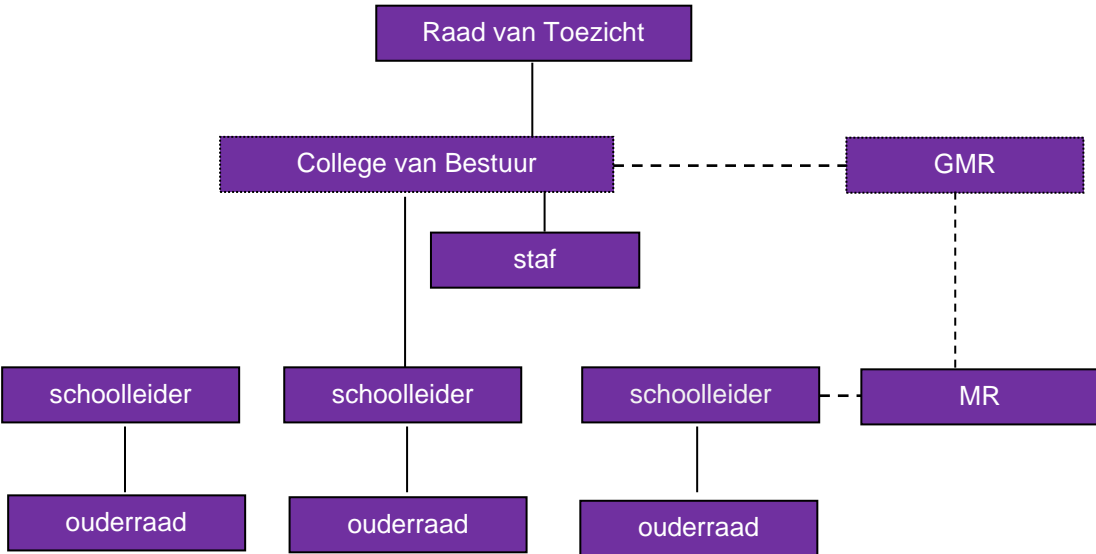 Raad van Toezicht
College van Bestuur
GMR
staf
schoolleider
schoolleider
schoolleider
MR
ouderraad
ouderraad
ouderraad